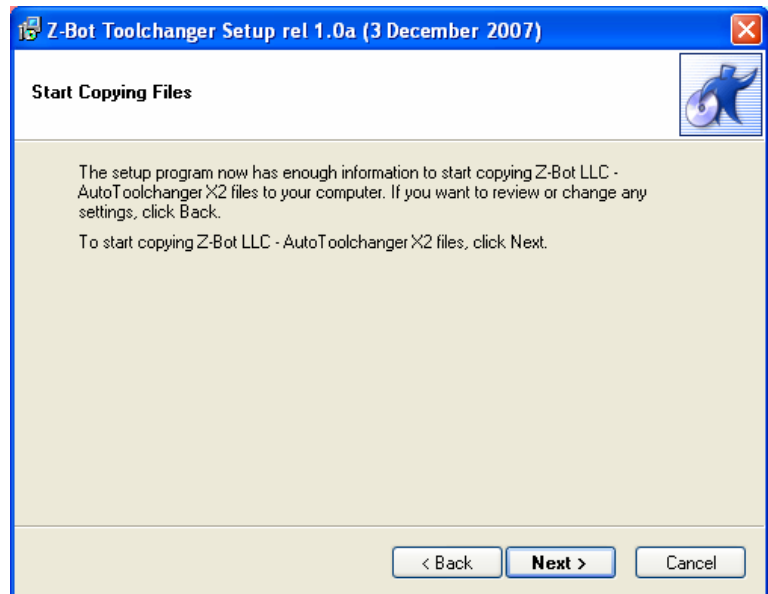 Z-Bot Toolchanger Setup rel 1.0a (3 December 2007)
Start Copying Files
The setup program now has enough information to start copying Z-Bot LLC -
AutoToolchanger X2 files to your computer. If you want to review or change any
settings, click Back.
To start copying Z-Bot LLC - AutoToolchanger X2 files, click Next.
< Back Next > Cancel